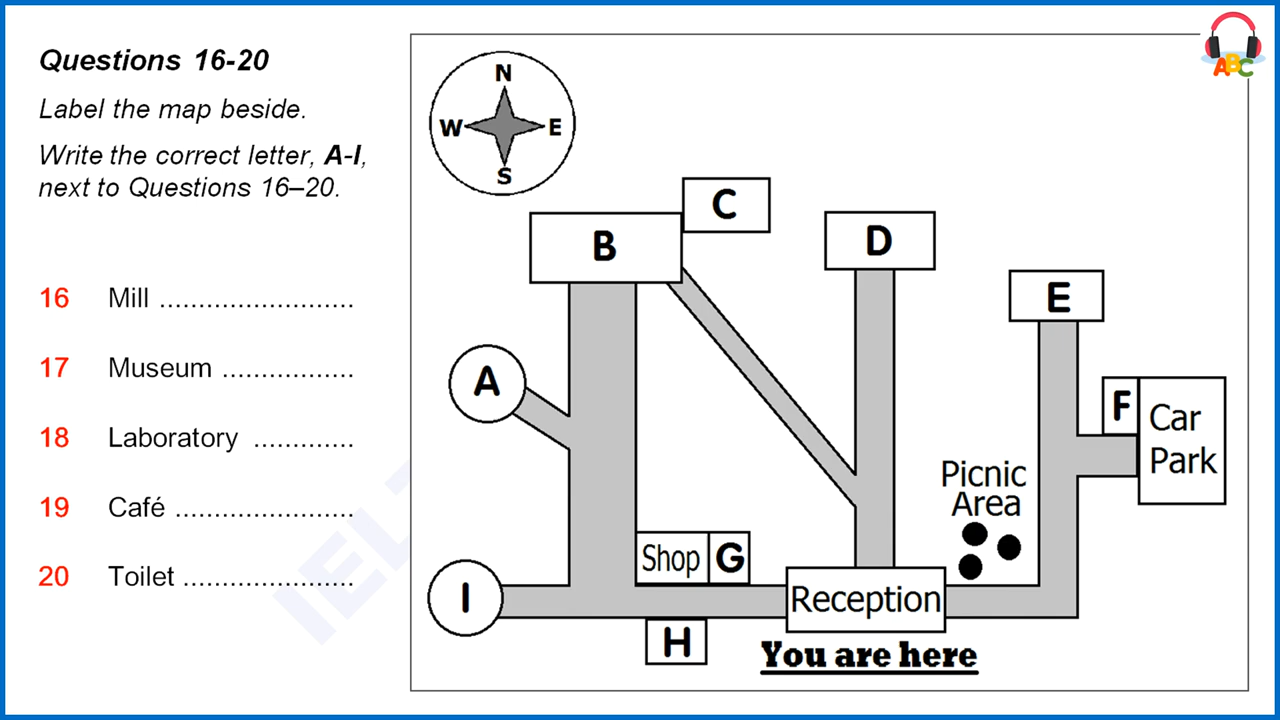 Questions 16-20
Label the map beside.
Write the correct letter, A-I,
next to Questions 16–20.
16 Mill .........................
17 Museum .................
18 Laboratory .............
19 Café .......................
20 Toilet ......................
ABC
N
W E
S
C
B
D
E
A
F
Car
Park
Picnic
Area
Shop
G
I
Reception
H
You are here
IELT